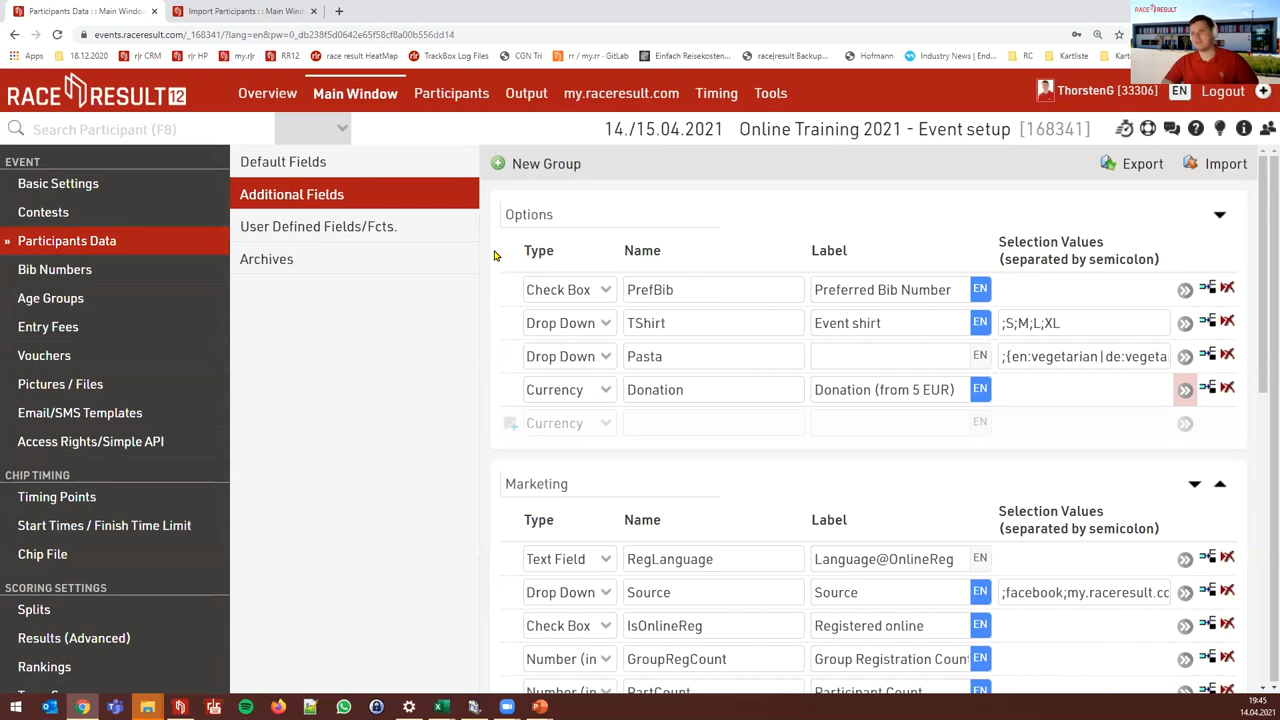 Participants Data : : Main Windo
Import Participants : : Main Wind
events.raceresult.com/_168341/?lang=en&pw=0_db238f5d0642e65f58cf8a00b556dd14
Apps
18.12.2020
r|r CRM
r|r HP
my.r|r
RR12
race result HeatMap
TrackBox Log Files
CGN Tri
rr / my.rr · GitLab
Einfach Reisekosten...
race|result Backup...
Hofmann
Industry News | End...
RC
Kartliste
Kart
RACE RESULT 12
Overview
Main Window
Participants
Output
my.raceresult.com
Timing
Tools
ThorstenG [33306]
EN
Logout
Search Participant (F8)
14./15.04.2021 Online Training 2021 - Event setup [168341]
EVENT
Basic Settings
Contests
» Participants Data
Bib Numbers
Age Groups
Entry Fees
Vouchers
Pictures / Files
Email/SMS Templates
Access Rights/Simple API
CHIP TIMING
Timing Points
Start Times / Finish Time Limit
Chip File
SCORING SETTINGS
Splits
Results (Advanced)
Rankings
Default Fields
Additional Fields
User Defined Fields/Fcts.
Archives
New Group
Export
Import
Options
Type Name Label Selection Values
(separated by semicolon)
Check Box PrefBib Preferred Bib Number EN
Drop Down TShirt Event shirt EN ;S;M;L;XL
Drop Down Pasta EN ;{en:vegetarian|de:vegeta
Currency Donation Donation (from 5 EUR) EN
Currency EN
Marketing
Type Name Label Selection Values
(separated by semicolon)
Text Field RegLanguage Language@OnlineReg EN
Drop Down Source Source EN ;facebook;my.raceresult.cc
Check Box IsOnlineReg Registered online EN
Number (in GroupRegCount Group Registration Coun EN
Number (in PartCount Participant Count EN
19:45
14.04.2021